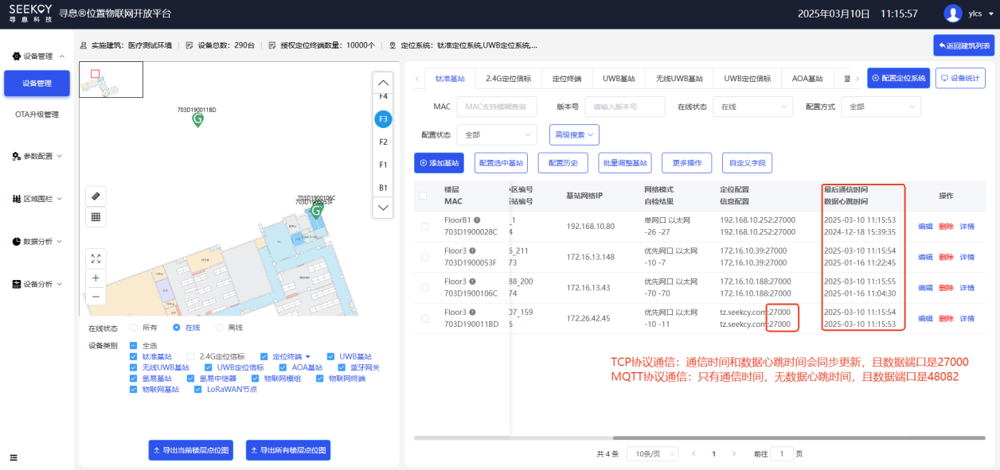 SEEKCY
寻息科技
寻息®位置物联网开放平台
2025年03月10日 11:15:57
ylcs
设备管理
设备管理
OTA升级管理
参数配置
区域围栏
数据分析
设备分析
实施建筑：医疗测试环境
设备总数：290台
授权定位终端数量：10000个
定位系统：钛准定位系统,UWB定位系统,...
返回建筑列表
703D190011BD
703D1900106C
703D1900053F
F4
F3
F2
F1
B1
在线状态 所有 在线 离线
设备类别 全选
钛准基站 2.4G定位信标 定位终端 UWB基站
无线UWB基站 UWB定位信标 AOA基站 蓝牙网关
氢易基站 氢易中继器 物联网模组 物联网终端
物联网基站 LoRaWAN节点
导出当前楼层点位图 导出所有楼层点位图
钛准基站 2.4G定位信标 定位终端 UWB基站 无线UWB基站 UWB定位信标 AOA基站 蓝
配置定位系统 设备统计
MAC MAC支持模糊查询 版本号 请输入版本号 在线状态 在线 配置方式 全部
配置状态 全部 高级搜索
添加基站 配置选中基站 配置历史 批量调整基站 更多操作 自定义字段
楼层 区编号 基站网络IP 网络模式 定位配置 最后通信时间 操作
MAC 站编号 自检结果 信息配置 数据心跳时间
FloorB1 _1 192.168.10.80 单网口 以太网 192.168.10.252:27000 2025-03-10 11:15:53 编辑 删除 详情
703D1900028C 4 -26 -27 192.168.10.252:27000 2024-12-18 15:39:35
Floor3 6_211 172.16.13.148 优先网口 以太网 172.16.10.39:27000 2025-03-10 11:15:54 编辑 删除 详情
703D1900053F 73 -10 -7 172.16.10.39:27000 2025-01-16 11:22:45
Floor3 88_200 172.16.13.43 优先网口 以太网 172.16.10.188:27000 2025-03-10 11:15:55 编辑 删除 详情
703D1900106C 74 -70 -70 172.16.10.188:27000 2025-01-16 11:04:30
Floor3 07_159 172.26.42.45 优先网口 以太网 tz.seekcy.com:27000 2025-03-10 11:15:54 编辑 删除 详情
703D190011BD 6 -10 -11 tz.seekcy.com:27000 2025-03-10 11:15:53
TCP协议通信：通信时间和数据心跳时间会同步更新，且数据端口是27000
MQTT协议通信：只有通信时间，无数据心跳时间，且数据端口是48082
共 4 条 10条/页 1 前往 1 页